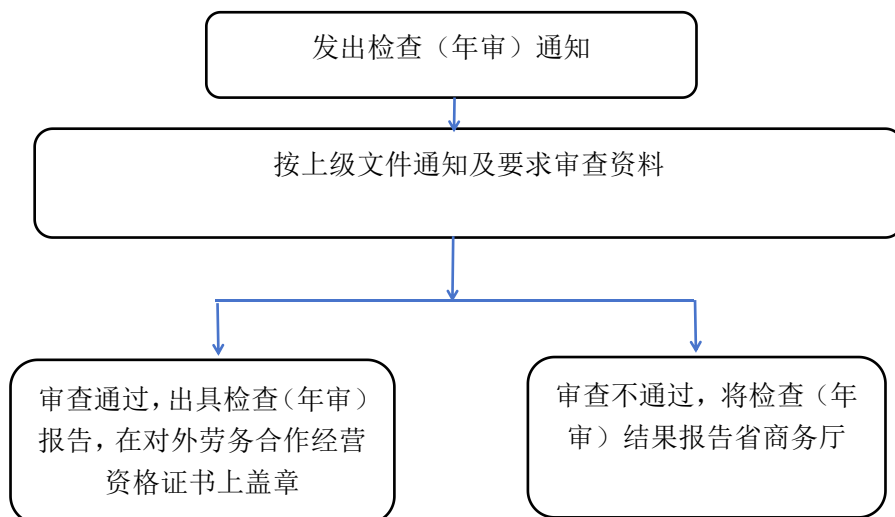 发出检查（年审）通知
按上级文件通知及要求审查资料
审查通过，出具检查（年审）
报告，在对外劳务合作经营
资格证书上盖章
审查不通过，将检查（年
审）结果报告省商务厅